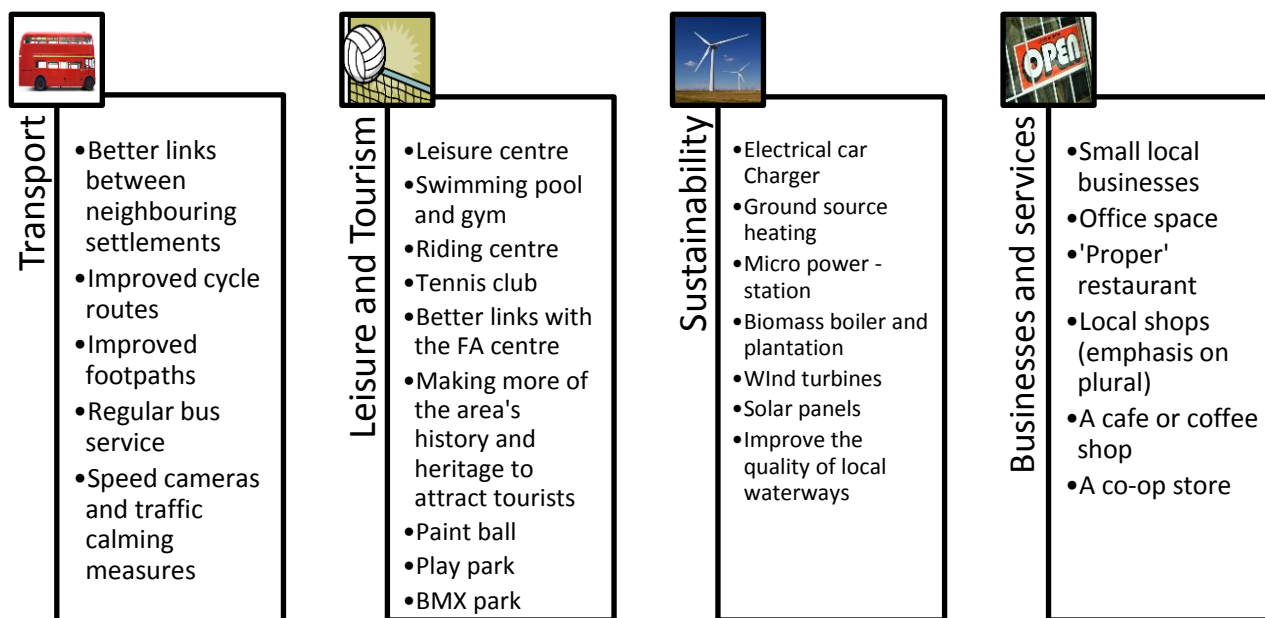 Transport
•Better links
between
neighbouring
settlements
•Improved cycle
routes
•Improved
footpaths
•Regular bus
service
•Speed cameras
and traffic
calming
measures
Leisure and Tourism
•Leisure centre
•Swimming pool
and gym
•Riding centre
•Tennis club
•Better links with
the FA centre
•Making more of
the area's
history and
heritage to
attract tourists
•Paint ball
•Play park
•BMX park
Sustainability
•Electrical car
Charger
•Ground source
heating
•Micro power -
station
•Biomass boiler and
plantation
•WInd turbines
•Solar panels
•Improve the
quality of local
waterways
OPEN
Businesses and services
•Small local
businesses
•Office space
•'Proper'
restaurant
•Local shops
(emphasis on
plural)
•A cafe or coffee
shop
•A co-op store